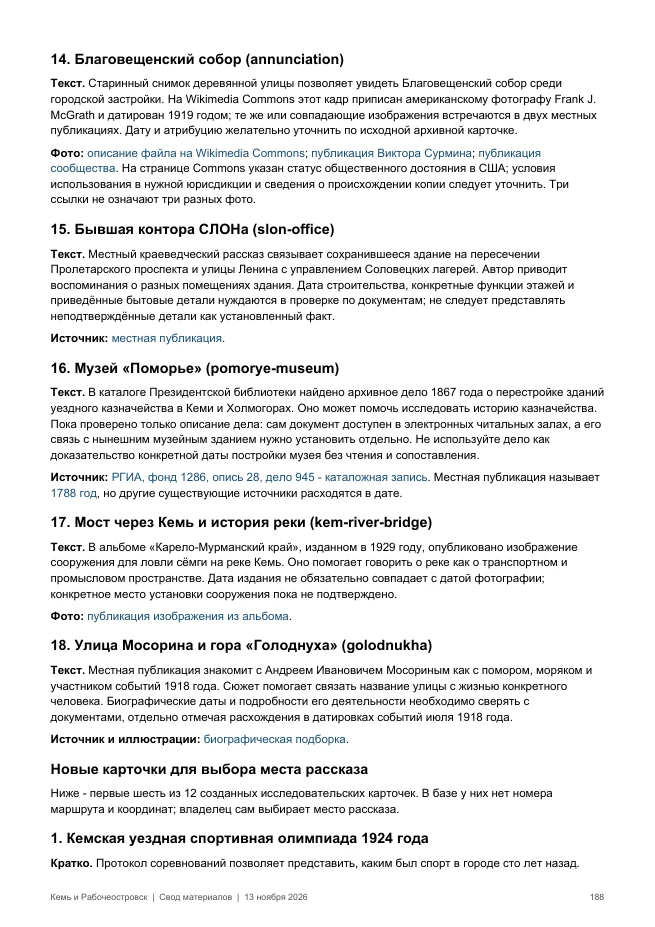 14. Благовещенский собор (annunciation)
Текст. Старинный снимок деревянной улицы позволяет увидеть Благовещенский собор среди
городской застройки. На Wikimedia Commons этот кадр приписан американскому фотографу Frank J.
McGrath и датирован 1919 годом; те же или совпадающие изображения встречаются в двух местных
публикациях. Дату и атрибуцию желательно уточнить по исходной архивной карточке.
Фото: описание файла на Wikimedia Commons; публикация Виктора Сурмина; публикация
сообщества. На странице Commons указан статус общественного достояния в США; условия
использования в нужной юрисдикции и сведения о происхождении копии следует уточнить. Три
ссылки не означают три разных фото.
15. Бывшая контора СЛОНа (slon-office)
Текст. Местный краеведческий рассказ связывает сохранившееся здание на пересечении
Пролетарского проспекта и улицы Ленина с управлением Соловецких лагерей. Автор приводит
воспоминания о разных помещениях здания. Дата строительства, конкретные функции этажей и
приведённые бытовые детали нуждаются в проверке по документам; не следует представлять
неподтверждённые детали как установленный факт.
Источник: местная публикация.
16. Музей «Поморье» (pomorye-museum)
Текст. В каталоге Президентской библиотеки найдено архивное дело 1867 года о перестройке зданий
уездного казначейства в Кеми и Холмогорах. Оно может помочь исследовать историю казначейства.
Пока проверено только описание дела: сам документ доступен в электронных читальных залах, а его
связь с нынешним музейным зданием нужно установить отдельно. Не используйте дело как
доказательство конкретной даты постройки музея без чтения и сопоставления.
Источник: РГИА, фонд 1286, опись 28, дело 945 - каталожная запись. Местная публикация называет
1788 год, но другие существующие источники расходятся в дате.
17. Мост через Кемь и история реки (kem-river-bridge)
Текст. В альбоме «Карело-Мурманский край», изданном в 1929 году, опубликовано изображение
сооружения для ловли сёмги на реке Кемь. Оно помогает говорить о реке как о транспортном и
промысловом пространстве. Дата издания не обязательно совпадает с датой фотографии;
конкретное место установки сооружения пока не подтверждено.
Фото: публикация изображения из альбома.
18. Улица Мосорина и гора «Голоднуха» (golodnukha)
Текст. Местная публикация знакомит с Андреем Ивановичем Мосориным как с помором, моряком и
участником событий 1918 года. Сюжет помогает связать название улицы с жизнью конкретного
человека. Биографические даты и подробности его деятельности необходимо сверять с
документами, отдельно отмечая расхождения в датировках событий июля 1918 года.
Источник и иллюстрации: биографическая подборка.
Новые карточки для выбора места рассказа
Ниже - первые шесть из 12 созданных исследовательских карточек. В базе у них нет номера
маршрута и координат; владелец сам выбирает место рассказа.
1. Кемская уездная спортивная олимпиада 1924 года
Кратко. Протокол соревнований позволяет представить, каким был спорт в городе сто лет назад.
Кемь и Рабочеостровск | Свод материалов | 13 ноября 2026 188